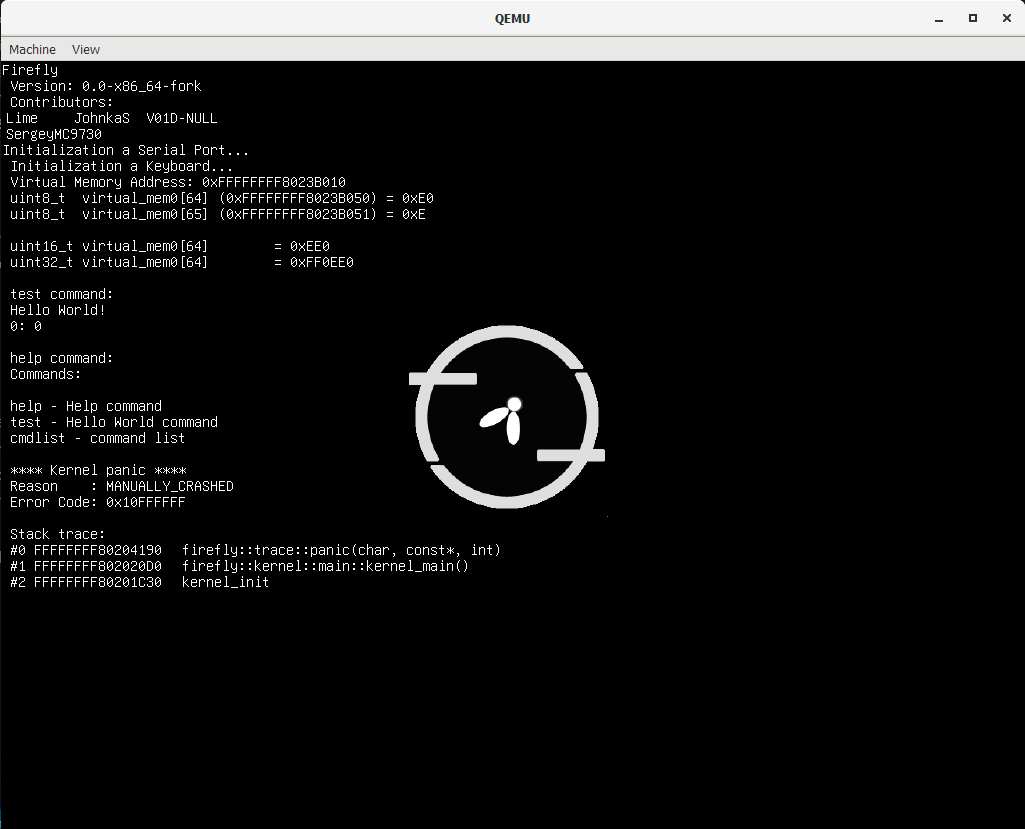 QEMU
Machine View
Firefly
Version: 0.0-x86_64-fork
Contributors:
Lime JohnkaS V01D-NULL
SergeyMC9730
Initialization a Serial Port...
Initialization a Keyboard...
Virtual Memory Address: 0xFFFFFFFF8023B010
uint8_t virtual_mem0[64] (0xFFFFFFFF8023B050) = 0xE0
uint8_t virtual_mem0[65] (0xFFFFFFFF8023B051) = 0xE
uint16_t virtual_mem0[64] = 0xEE0
uint32_t virtual_mem0[64] = 0xFF0EE0
test command:
Hello World!
0: 0
help command:
Commands:
help - Help command
test - Hello World command
cmdlist - command list
**** Kernel panic ****
Reason : MANUALLY_CRASHED
Error Code: 0x10FFFFFF
Stack trace:
#0 FFFFFFFF80204190 firefly::trace::panic(char, const*, int)
#1 FFFFFFFF802020D0 firefly::kernel::main::kernel_main()
#2 FFFFFFFF80201C30 kernel_init